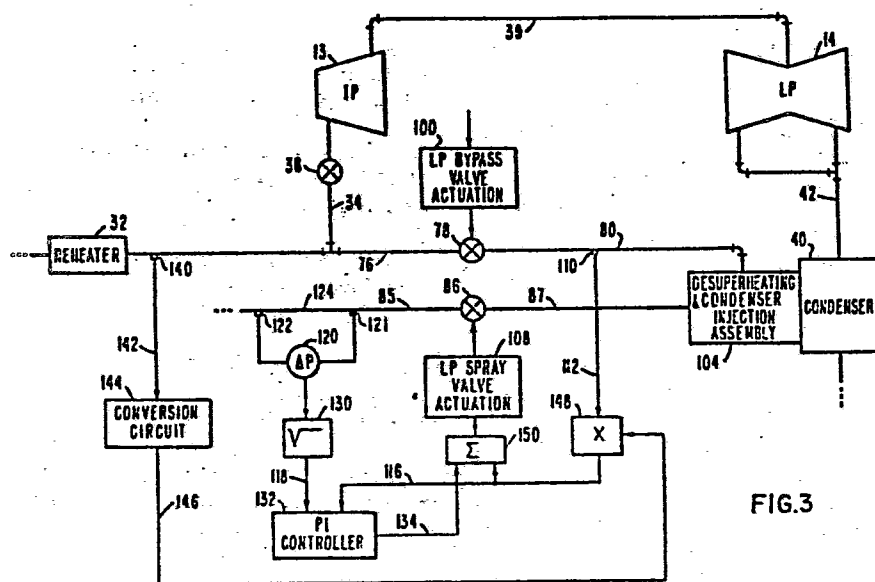 39
13
IP
14
LP
100
LP BYPASS
VALVE
ACTUATION
38
34
42
32
REHEATER
140
76
78
110
80
40
124
85
86
87
DESUPERHEATING
& CONDENSER
INJECTION
ASSEMBLY
CONDENSER
122
121
120
ΔP
108
104
142
112
144
CONVERSION
CIRCUIT
LP SPRAY
VALVE
ACTUATION
130
√
148
X
150
Σ
118
116
146
132
PI
CONTROLLER
134
FIG.3